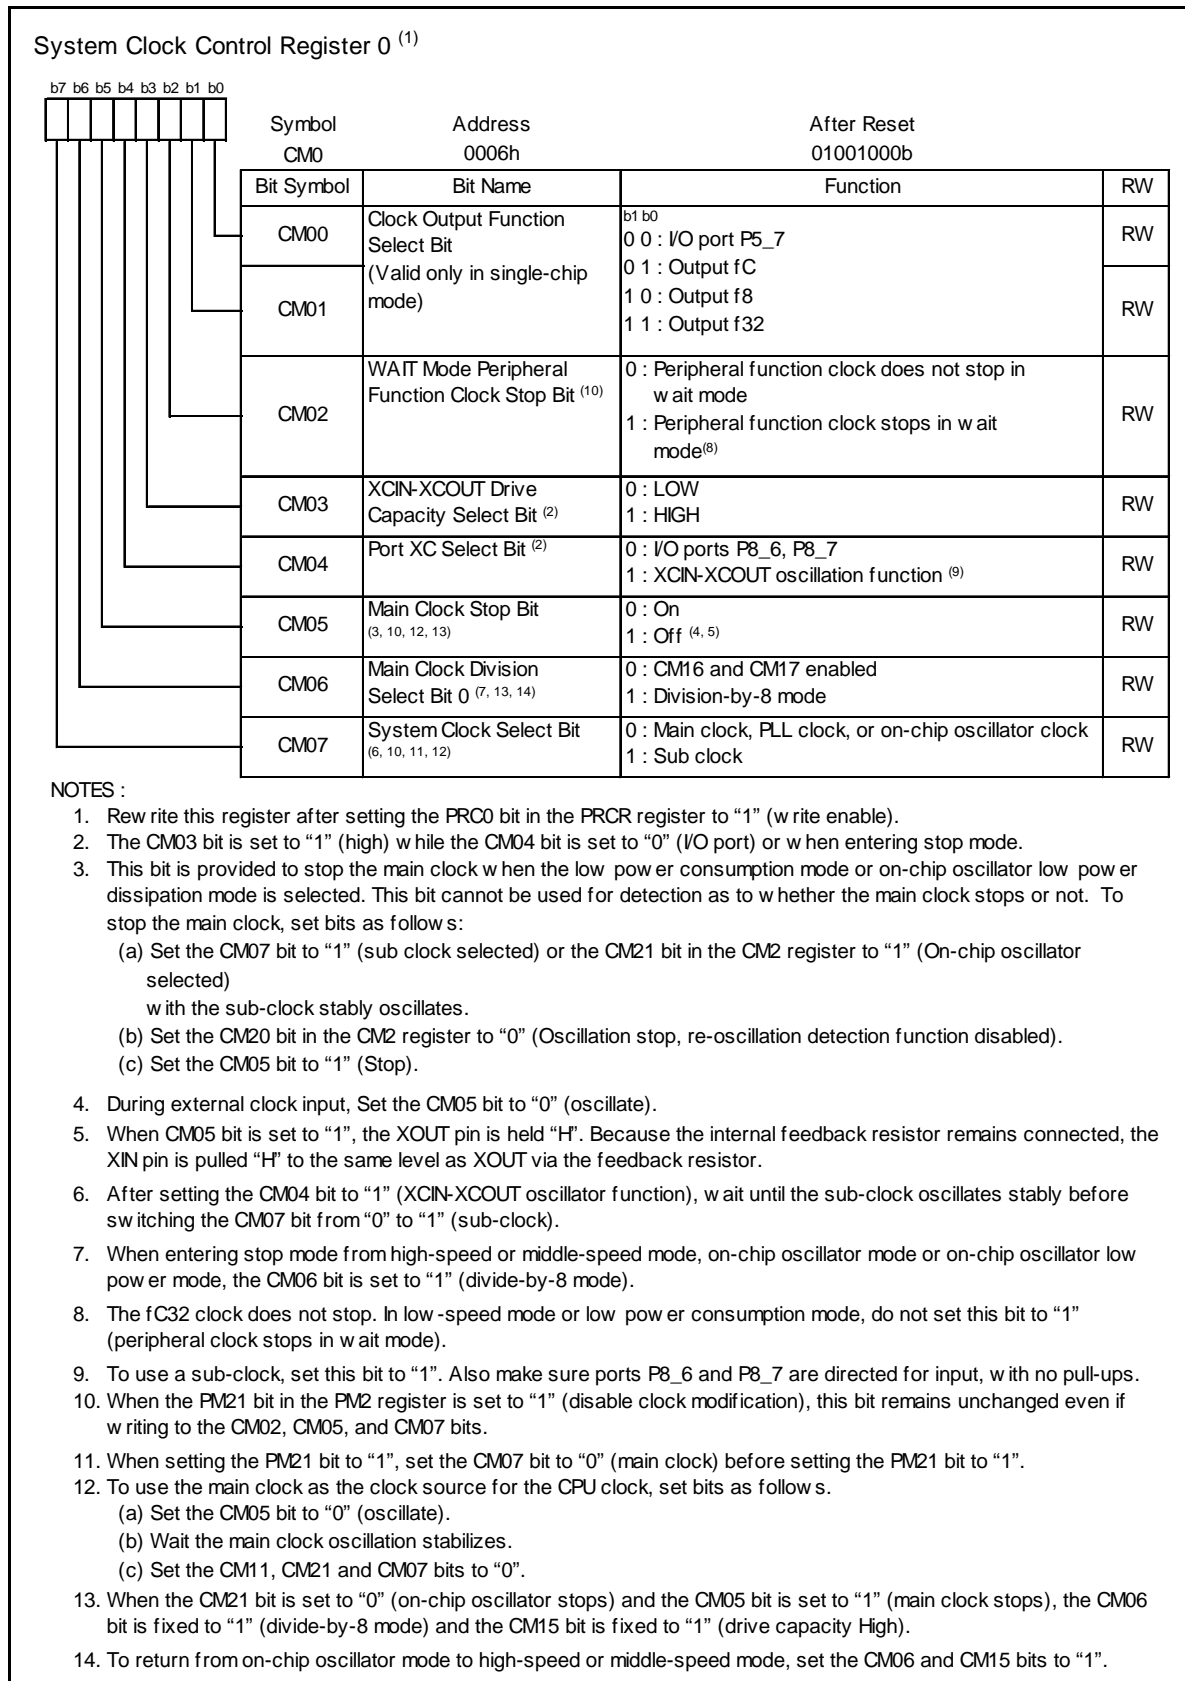 System Clock Control Register 0 (1)
b7 b6 b5 b4 b3 b2 b1 b0
Symbol Address After Reset
CM0 0006h 01001000b
Bit Symbol Bit Name Function RW
CM00 Clock Output Function
Select Bit
(Valid only in single-chip
mode)
b1 b0
0 0 : I/O port P5_7
0 1 : Output fC
1 0 : Output f8
1 1 : Output f32
RW
CM01 RW
CM02 WAIT Mode Peripheral
Function Clock Stop Bit (10)
0 : Peripheral function clock does not stop in
wait mode
1 : Peripheral function clock stops in wait
mode(8)
RW
CM03 XCIN-XCOUT Drive
Capacity Select Bit (2)
0 : LOW
1 : HIGH
RW
CM04 Port XC Select Bit (2)
0 : I/O ports P8_6, P8_7
1 : XCIN-XCOUT oscillation function (9)
RW
CM05 Main Clock Stop Bit
(3, 10, 12, 13)
0 : On
1 : Off (4, 5)
RW
CM06 Main Clock Division
Select Bit 0 (7, 13, 14)
0 : CM16 and CM17 enabled
1 : Division-by-8 mode
RW
CM07 System Clock Select Bit
(6, 10, 11, 12)
0 : Main clock, PLL clock, or on-chip oscillator clock
1 : Sub clock
RW
NOTES :
1. Rewrite this register after setting the PRC0 bit in the PRCR register to “1” (write enable).
2. The CM03 bit is set to “1” (high) while the CM04 bit is set to “0” (I/O port) or when entering stop mode.
3. This bit is provided to stop the main clock when the low power consumption mode or on-chip oscillator low power
dissipation mode is selected. This bit cannot be used for detection as to whether the main clock stops or not. To
stop the main clock, set bits as follows:
(a) Set the CM07 bit to “1” (sub clock selected) or the CM21 bit in the CM2 register to “1” (On-chip oscillator
selected)
with the sub-clock stably oscillates.
(b) Set the CM20 bit in the CM2 register to “0” (Oscillation stop, re-oscillation detection function disabled).
(c) Set the CM05 bit to “1” (Stop).
4. During external clock input, Set the CM05 bit to “0” (oscillate).
5. When CM05 bit is set to “1”, the XOUT pin is held “H”. Because the internal feedback resistor remains connected, the
XIN pin is pulled “H” to the same level as XOUT via the feedback resistor.
6. After setting the CM04 bit to “1” (XCIN-XCOUT oscillator function), wait until the sub-clock oscillates stably before
switching the CM07 bit from “0” to “1” (sub-clock).
7. When entering stop mode from high-speed or middle-speed mode, on-chip oscillator mode or on-chip oscillator low
power mode, the CM06 bit is set to “1” (divide-by-8 mode).
8. The fC32 clock does not stop. In low-speed mode or low power consumption mode, do not set this bit to “1”
(peripheral clock stops in wait mode).
9. To use a sub-clock, set this bit to “1”. Also make sure ports P8_6 and P8_7 are directed for input, with no pull-ups.
10. When the PM21 bit in the PM2 register is set to “1” (disable clock modification), this bit remains unchanged even if
writing to the CM02, CM05, and CM07 bits.
11. When setting the PM21 bit to “1”, set the CM07 bit to “0” (main clock) before setting the PM21 bit to “1”.
12. To use the main clock as the clock source for the CPU clock, set bits as follows.
(a) Set the CM05 bit to “0” (oscillate).
(b) Wait the main clock oscillation stabilizes.
(c) Set the CM11, CM21 and CM07 bits to “0”.
13. When the CM21 bit is set to “0” (on-chip oscillator stops) and the CM05 bit is set to “1” (main clock stops), the CM06
bit is fixed to “1” (divide-by-8 mode) and the CM15 bit is fixed to “1” (drive capacity High).
14. To return from on-chip oscillator mode to high-speed or middle-speed mode, set the CM06 and CM15 bits to “1”.